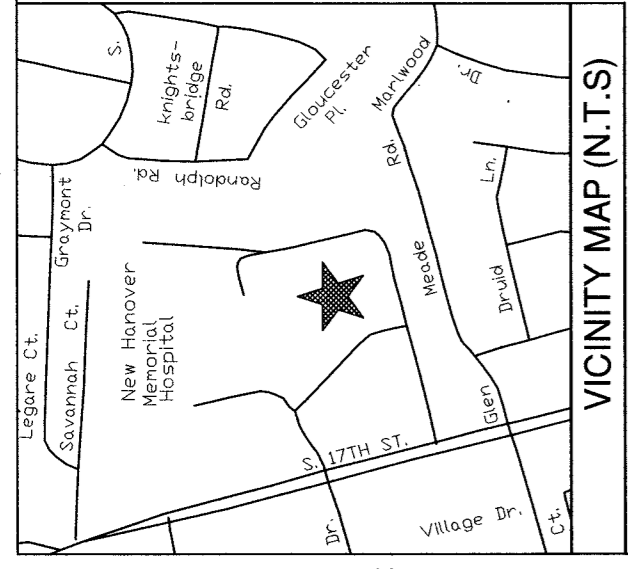 S.
knights-
bridge
Rd.
Gloucester
Pl.
Marlwood
Dr.
Randolph Rd.
Graymont
Dr.
Legare Ct.
Savannah Ct.
New Hanover
Memorial
Hospital
Rd.
Meade
Glen
Ln.
Druid
S. 17TH ST.
Dr.
Village Dr.
Ct.
VICINITY MAP (N.T.S)